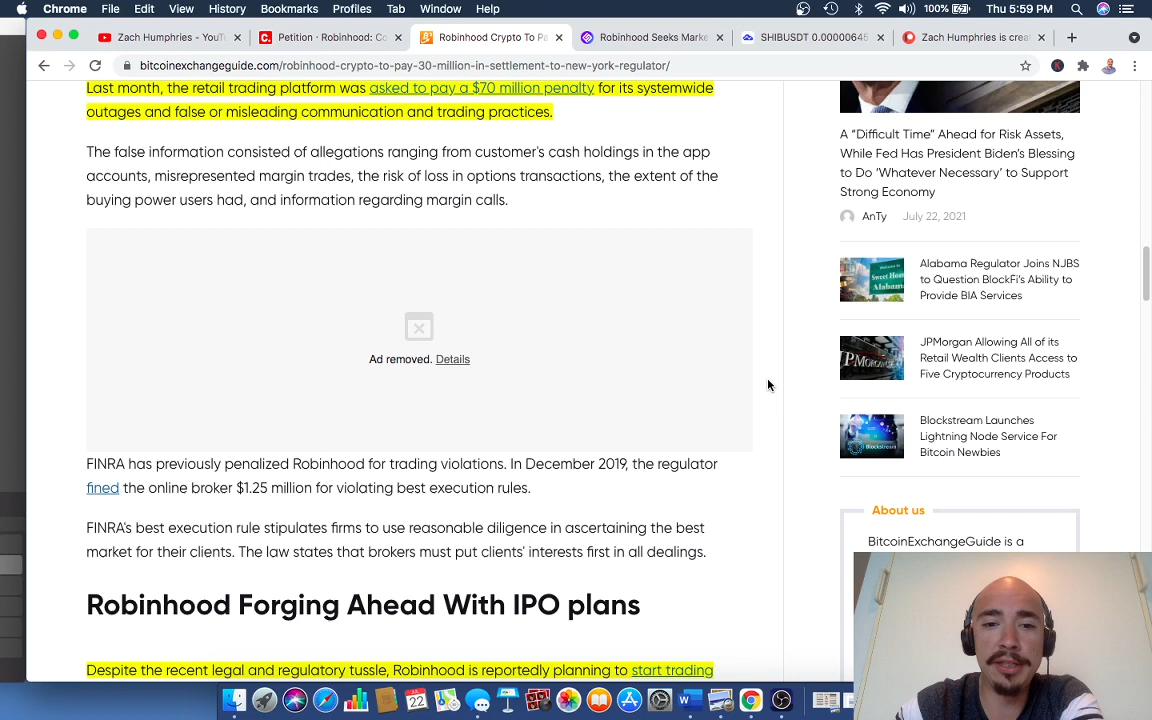 Chrome File Edit View History Bookmarks Profiles Tab Window Help 100% Thu 5:59 PM
Zach Humphries - YouTu Petition · Robinhood: Co Robinhood Crypto To Pa Robinhood Seeks Marke SHIBUSDT 0.00000645 Zach Humphries is crea
bitcoinexchangeguide.com/robinhood-crypto-to-pay-30-million-in-settlement-to-new-york-regulator/
Last month, the retail trading platform was asked to pay a $70 million penalty for its systemwide
outages and false or misleading communication and trading practices.
The false information consisted of allegations ranging from customer's cash holdings in the app
accounts, misrepresented margin trades, the risk of loss in options transactions, the extent of the
buying power users had, and information regarding margin calls.
Ad removed. Details
FINRA has previously penalized Robinhood for trading violations. In December 2019, the regulator
fined the online broker $1.25 million for violating best execution rules.
FINRA's best execution rule stipulates firms to use reasonable diligence in ascertaining the best
market for their clients. The law states that brokers must put clients' interests first in all dealings.
Robinhood Forging Ahead With IPO plans
Despite the recent legal and regulatory tussle, Robinhood is reportedly planning to start trading
A “Difficult Time” Ahead for Risk Assets,
While Fed Has President Biden's Blessing
to Do ‘Whatever Necessary’ to Support
Strong Economy
AnTy July 22, 2021
Alabama Regulator Joins NJBS
to Question BlockFi's Ability to
Provide BIA Services
JPMorgan Allowing All of its
Retail Wealth Clients Access to
Five Cryptocurrency Products
Blockstream Launches
Lightning Node Service For
Bitcoin Newbies
About us
BitcoinExchangeGuide is a